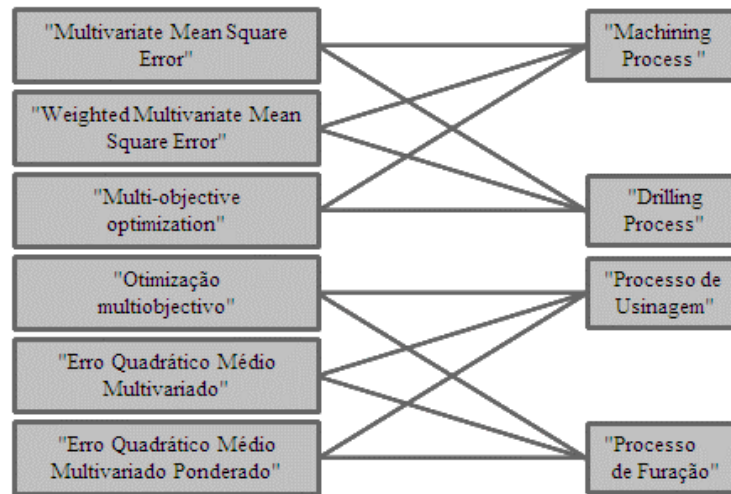 "Multivariate Mean Square
Error"
"Weighted Multivariate Mean
Square Error"
"Multi-objective
optimization"
"Otimização
multiobjectivo"
"Erro Quadrático Médio
Multivariado"
"Erro Quadrático Médio
Multivariado Ponderado"
"Machining
Process "
"Drilling
Process"
"Processo de
Usinagem"
"Processo
de Furação"